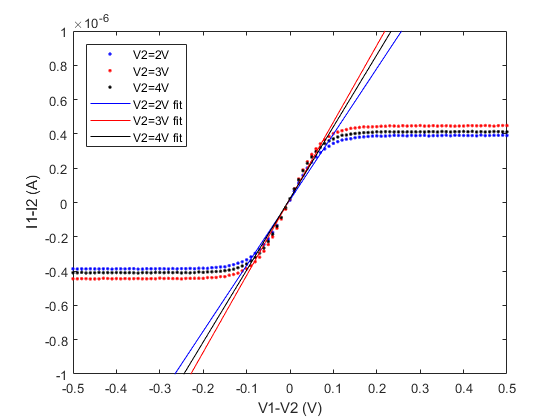 ×10^-6
1
0.8
0.6
0.4
0.2
0
-0.2
-0.4
-0.6
-0.8
-1
I1-I2 (A)
V2=2V
V2=3V
V2=4V
V2=2V fit
V2=3V fit
V2=4V fit
-0.5 -0.4 -0.3 -0.2 -0.1 0 0.1 0.2 0.3 0.4 0.5
V1-V2 (V)